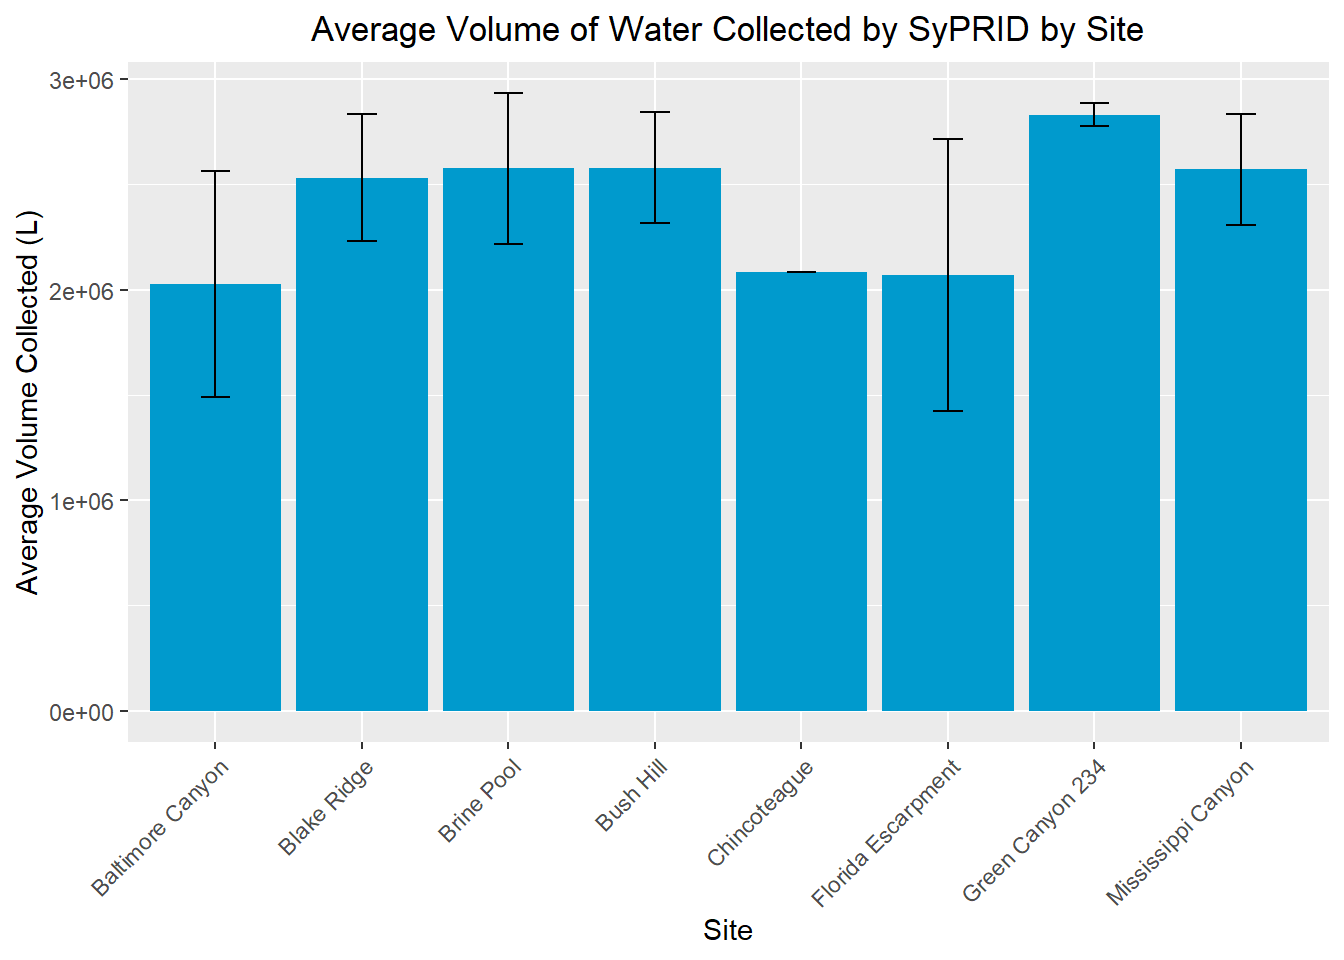 Average Volume of Water Collected by SyPRID by Site
Average Volume Collected (L)
3e+06
2e+06
1e+06
0e+00
Baltimore Canyon
Blake Ridge
Brine Pool
Bush Hill
Chincoteague
Florida Escarpment
Green Canyon 234
Mississippi Canyon
Site